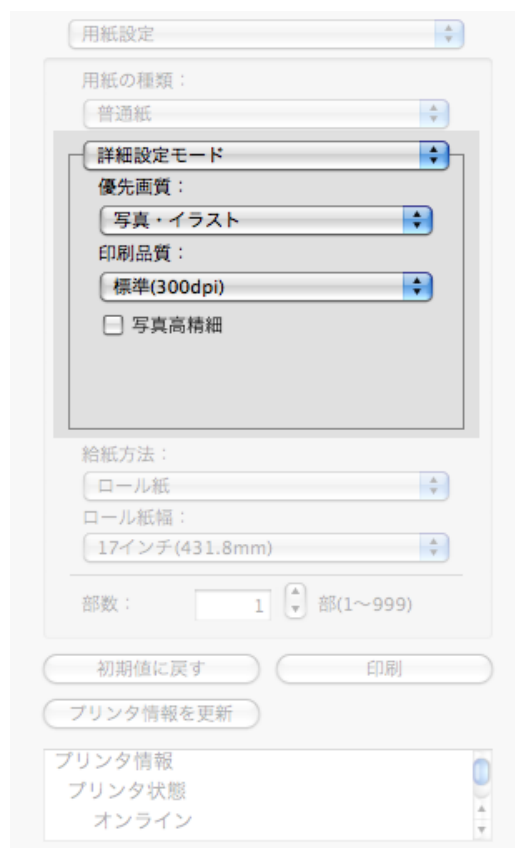 用紙設定
用紙の種類：
普通紙
詳細設定モード
優先画質：
写真・イラスト
印刷品質：
標準(300dpi)
写真高精細
給紙方法：
ロール紙
ロール紙幅：
17インチ(431.8mm)
部数： 1 部(1～999)
初期値に戻す 印刷
プリンタ情報を更新
プリンタ情報
プリンタ状態
オンライン